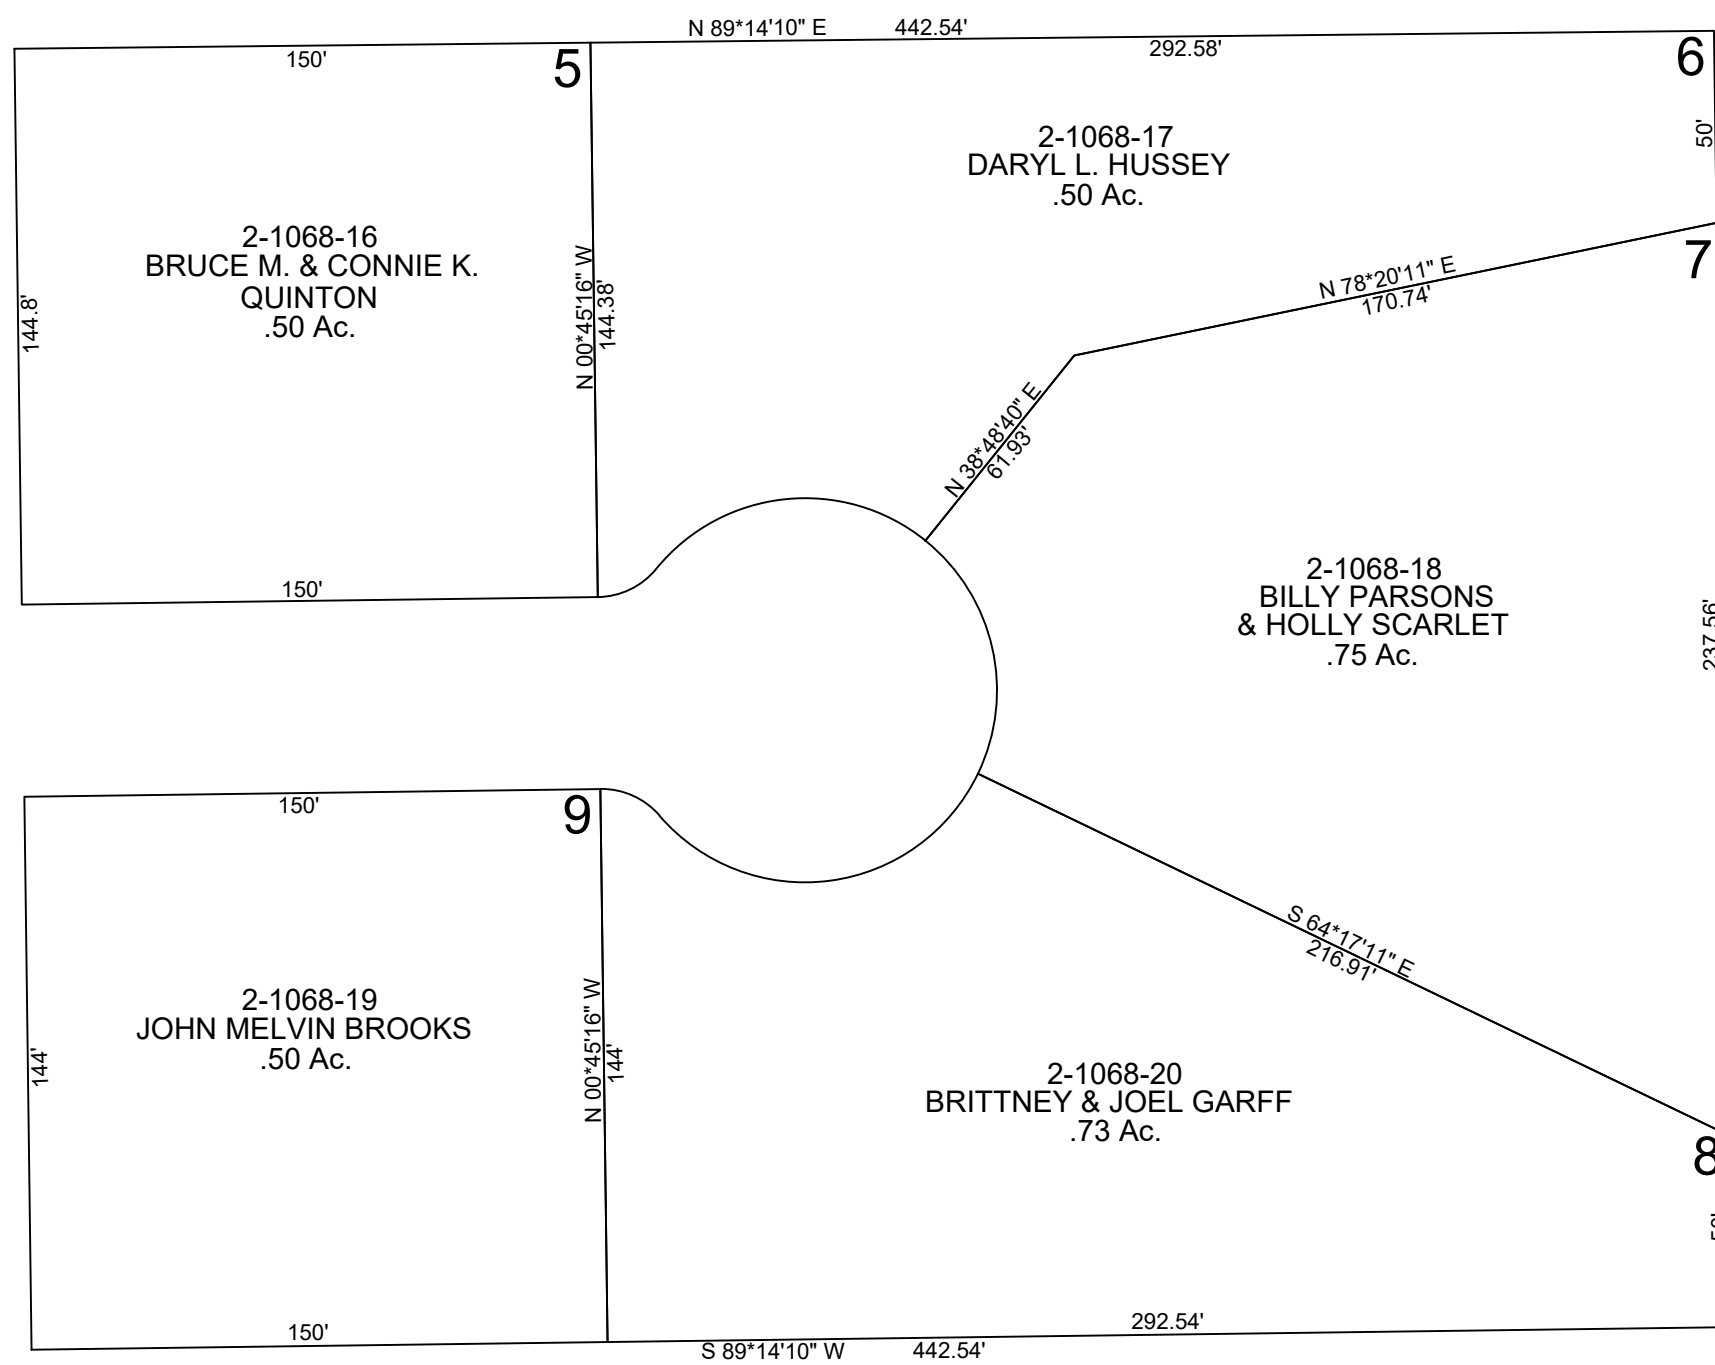 N 89*14'10" E 442.54'
150'
5
292.58'
6
2-1068-17
DARYL L. HUSSEY
.50 Ac.
50'
2-1068-16
BRUCE M. & CONNIE K.
QUINTON
.50 Ac.
144.8'
N 00*45'16" W
144.38'
7
N 78*20'11" E
170.74'
N 38*48'40" E
61.93'
150'
2-1068-18
BILLY PARSONS
& HOLLY SCARLET
.75 Ac.
237.56'
150'
9
S 64*17'11" E
216.91'
2-1068-19
JOHN MELVIN BROOKS
.50 Ac.
144'
N 00*45'16" W
144'
2-1068-20
BRITTNEY & JOEL GARFF
.73 Ac.
8
150'
292.54'
S 89*14'10" W 442.54'